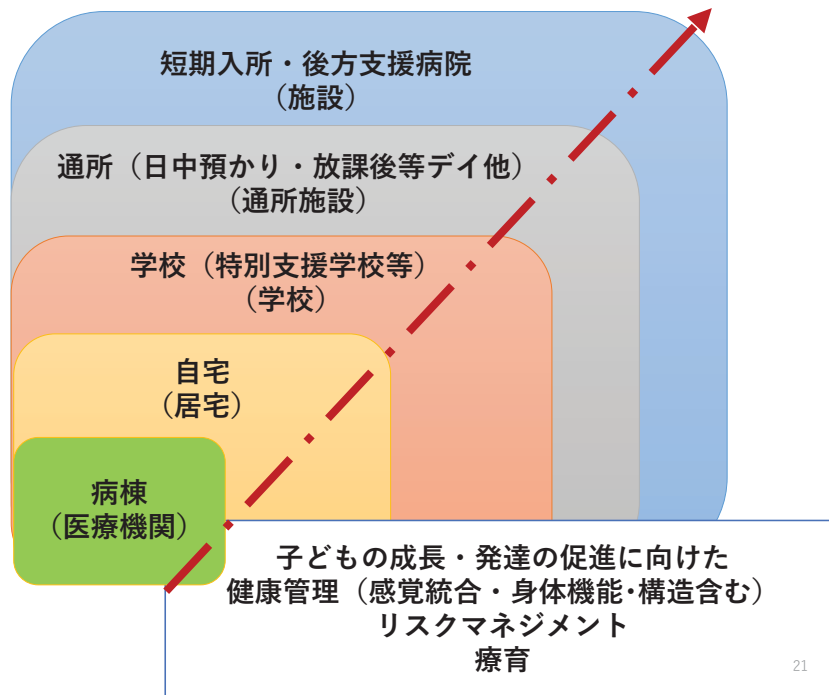 短期入所・後方支援病院
（施設）
通所（日中預かり・放課後等デイ他）
（通所施設）
学校（特別支援学校等）
（学校）
自宅
（居宅）
病棟
（医療機関）
子どもの成長・発達の促進に向けた
健康管理（感覚統合・身体機能･構造含む）
リスクマネジメント
療育
21